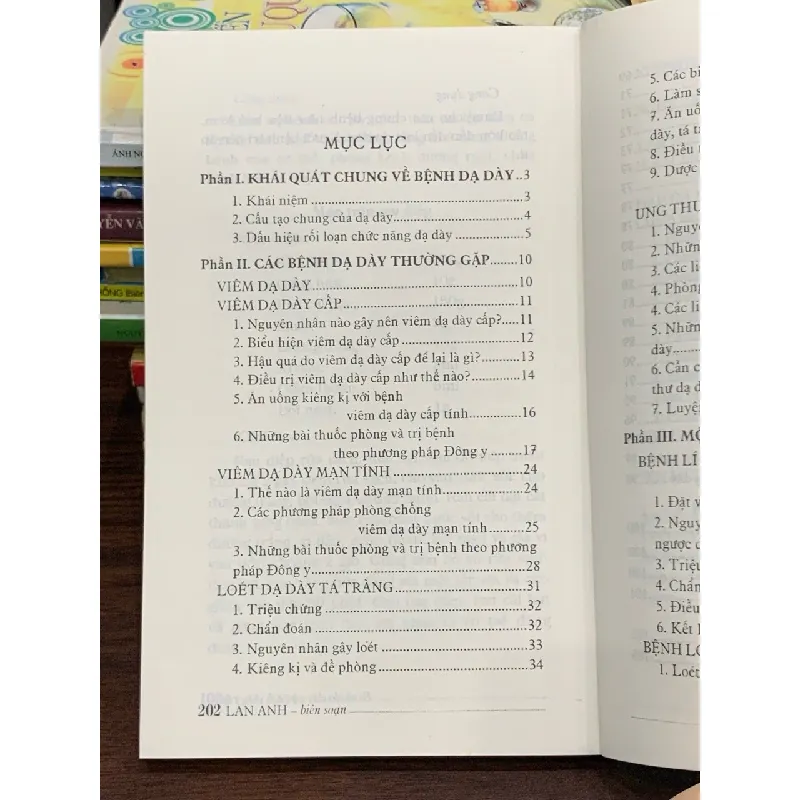 MỤC LỤC
Phần I. KHÁI QUÁT CHUNG VỀ BỆNH DẠ DÀY..3
1. Khái niệm............................................3
2. Cấu tạo chung của dạ dày..........................4
3. Dấu hiệu rối loạn chức năng dạ dày..............5
Phần II. CÁC BỆNH DẠ DÀY THƯỜNG GẶP.......10
VIÊM DẠ DÀY............................................10
VIÊM DẠ DÀY CẤP.....................................11
1. Nguyên nhân nào gây nên viêm dạ dày cấp?.....11
2. Biểu hiện viêm dạ dày cấp........................12
3. Hậu quả do viêm dạ dày cấp để lại là gì?........13
4. Điều trị viêm dạ dày cấp như thế nào?..........14
5. Ăn uống kiêng kị với bệnh
viêm dạ dày cấp tính............16
6. Những bài thuốc phòng và trị bệnh
theo phương pháp Đông y.........17
VIÊM DẠ DÀY MẠN TÍNH..............................24
1. Thế nào là viêm dạ dày mạn tính..................24
2. Các phương pháp phòng chống
viêm dạ dày mạn tính..........25
3. Những bài thuốc phòng và trị bệnh theo phương
pháp Đông y..............................................28
LOÉT DẠ DÀY TÁ TRÀNG..............................31
1. Triệu chứng..........................................32
2. Chẩn đoán............................................32
3. Nguyên nhân gây loét..............................33
4. Kiêng kị và đề phòng...............................34
202 LAN ANH – biên soạn
5. Các
6. Làm
7. Ăn uố
dày, tá
8. Điều
9. Dược
UNG THƯ
1. Nguyê
2. Nhữn
3. Các
4. Phòng
4. Các
5. Nhữn
dày.........
6. Cần
thư dạ
7. Luyệ
Phần III. M
BỆNH LÍ
1. Đặt
2. Nguy
ngược
3. Triệu
4. Chẩn
5. Điều
6. Kết
BỆNH
1. Loét